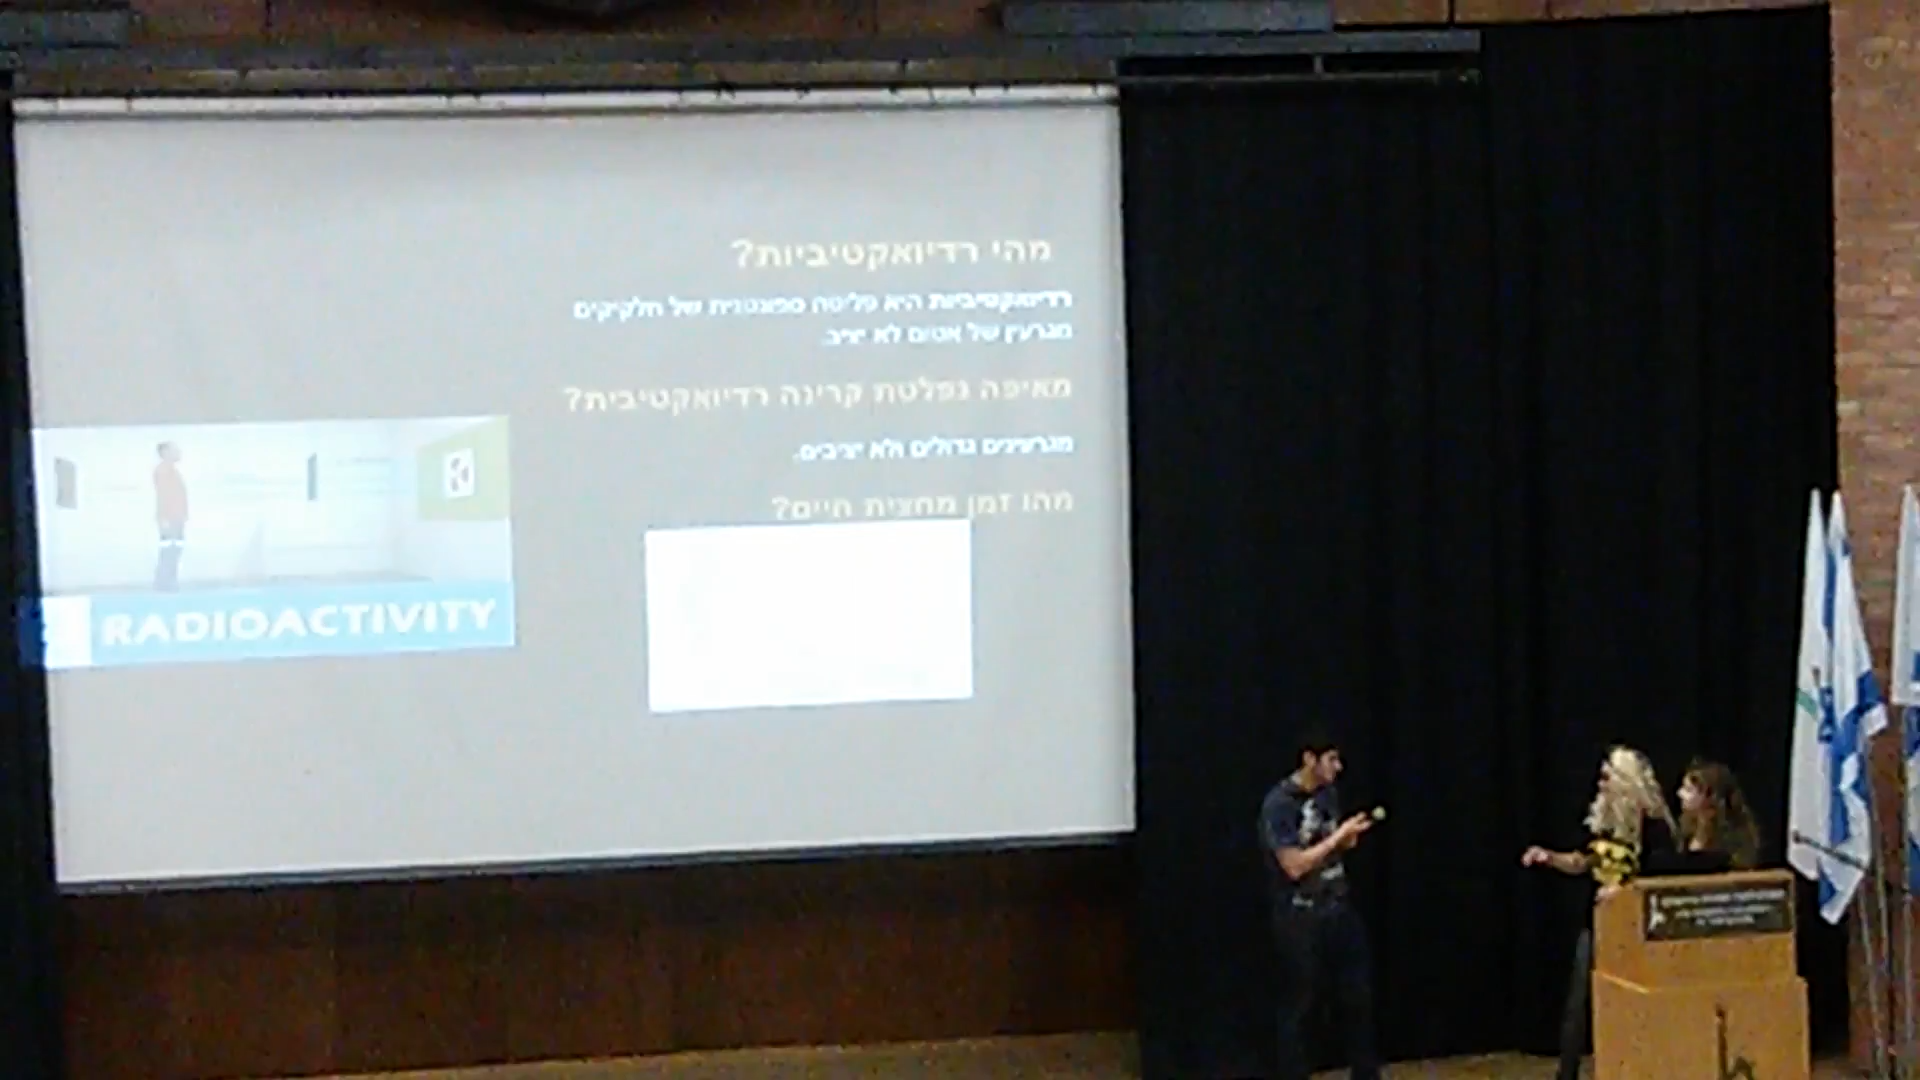 מהי רדיואקטיביות?
רדיואקטיביות היא פליטה ספונטנית של חלקיקים
מגרעין של אטום לא יציב.
מאיפה נפלטת קרינה רדיואקטיבית?
מגרעינים גדולים ולא יציבים.
מהו זמן מחצית חיים?
RADIOACTIVITY